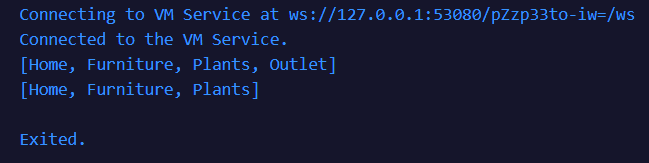 Connecting to VM Service at ws://127.0.0.1:53080/pZzp33to-iw=/ws
Connected to the VM Service.
[Home, Furniture, Plants, Outlet]
[Home, Furniture, Plants]
Exited.